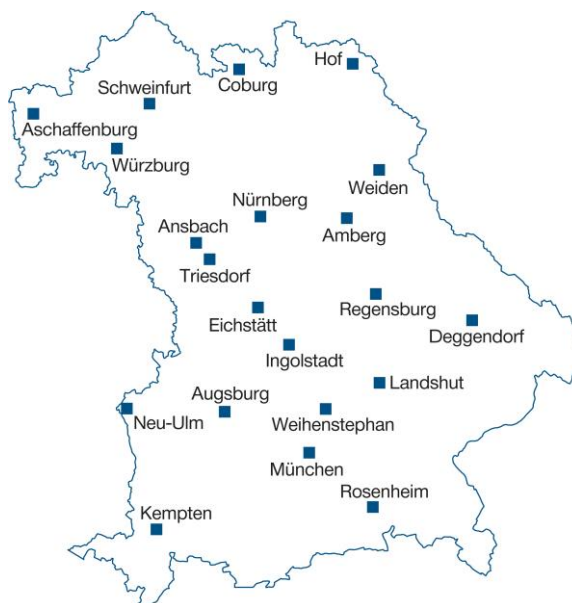 Hof
Coburg
Schweinfurt
Aschaffenburg
Würzburg
Weiden
Nürnberg
Amberg
Ansbach
Triesdorf
Regensburg
Eichstätt
Deggendorf
Ingolstadt
Landshut
Augsburg
Neu-Ulm
Weihenstephan
München
Rosenheim
Kempten